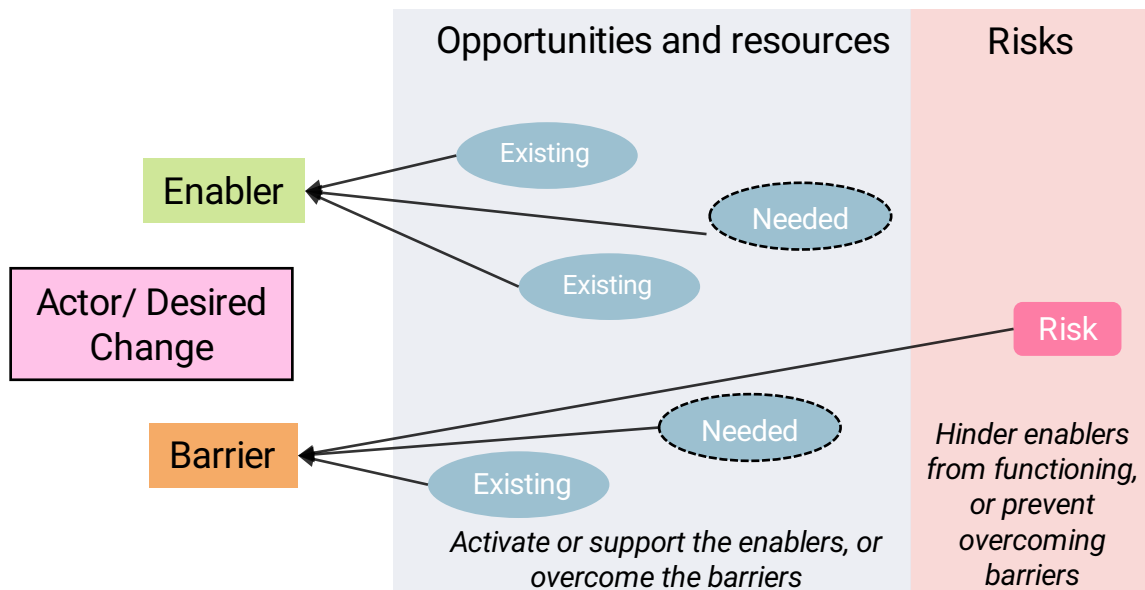 Opportunities and resources
Risks
Existing
Enabler
Needed
Existing
Actor/ Desired
Change
Risk
Needed
Barrier
Existing
Hinder enablers
from functioning,
or prevent
overcoming
barriers
Activate or support the enablers, or
overcome the barriers